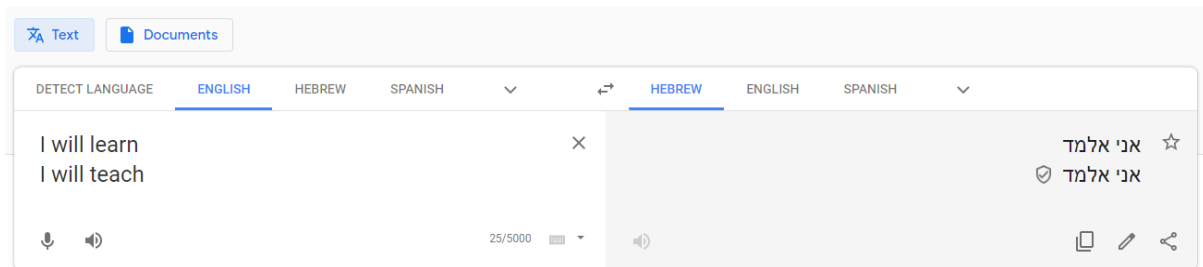 Text
Documents
DETECT LANGUAGE
ENGLISH
HEBREW
SPANISH
HEBREW
ENGLISH
SPANISH
I will learn
I will teach
25/5000
אני אלמד
אני אלמד